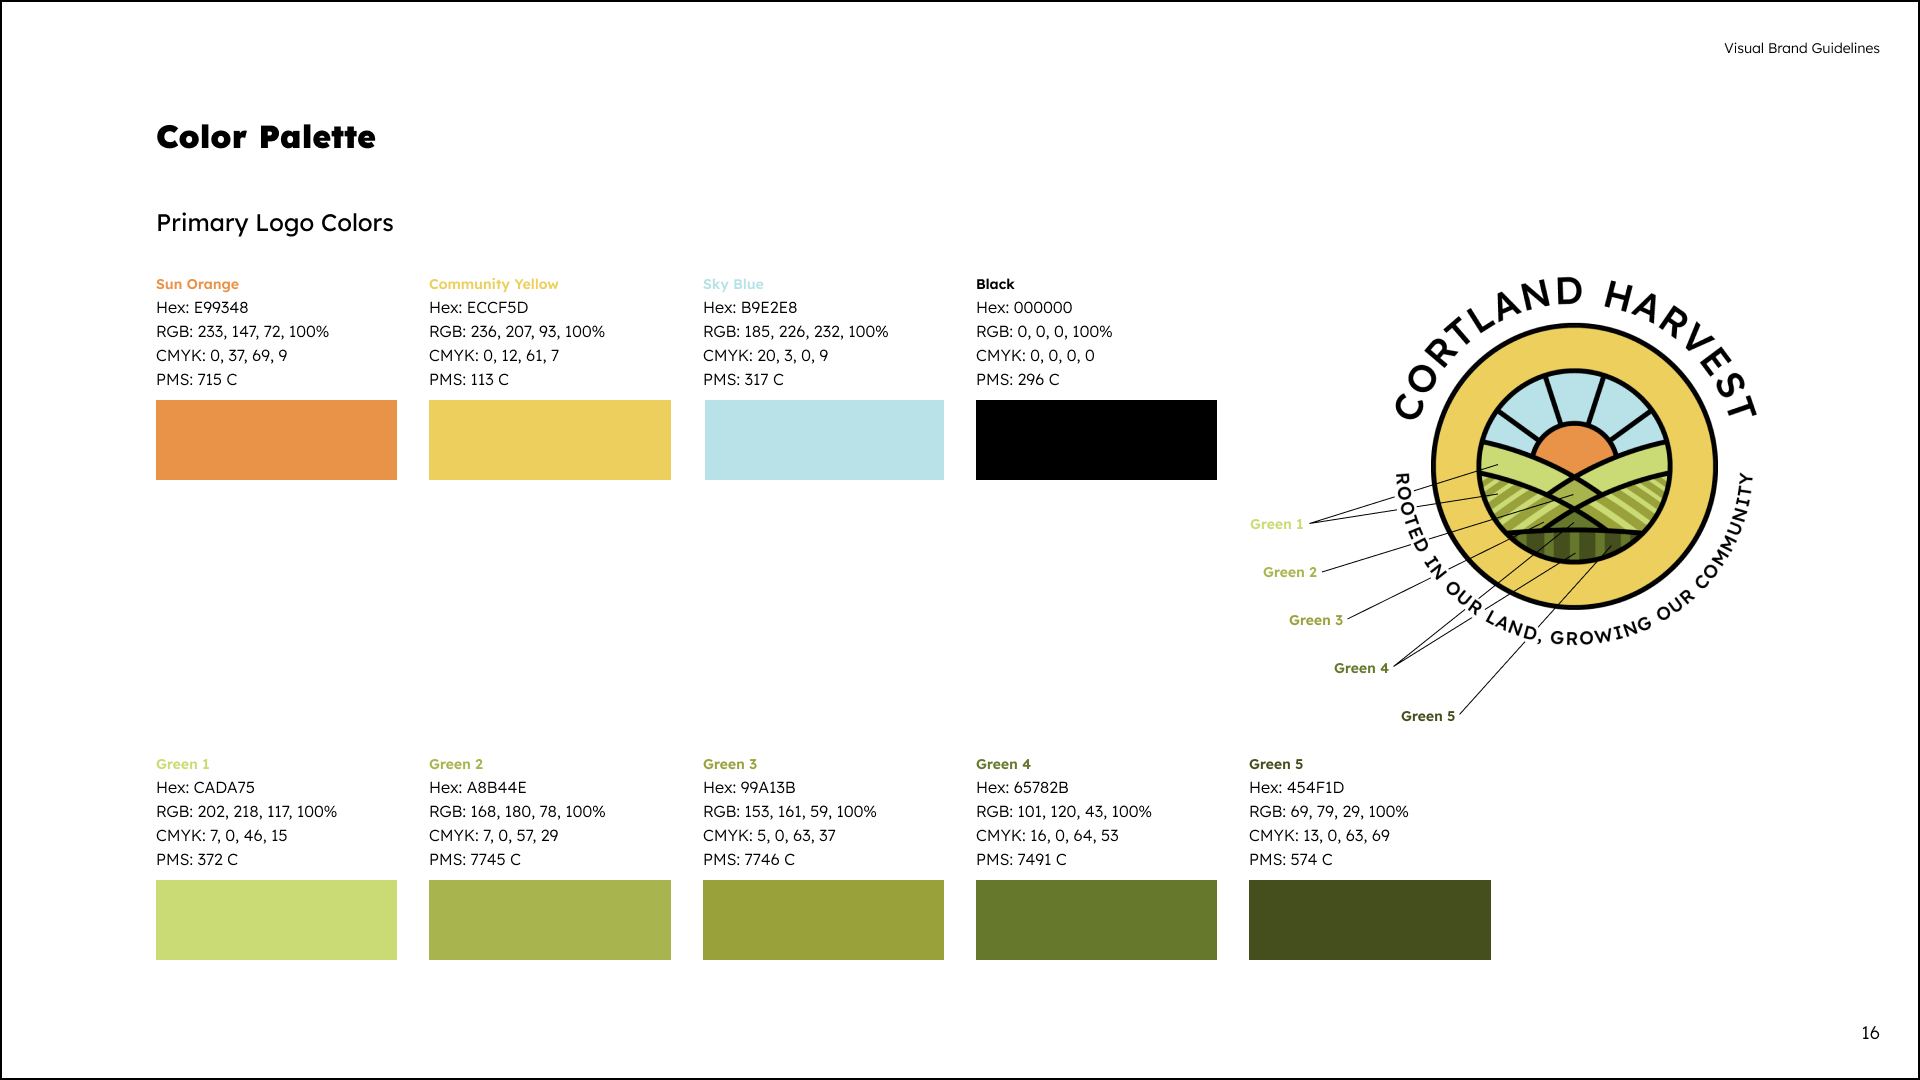 Visual Brand Guidelines
Color Palette
Primary Logo Colors
Sun Orange
Hex: E99348
RGB: 233, 147, 72, 100%
CMYK: 0, 37, 69, 9
PMS: 715 C
Community Yellow
Hex: ECCF5D
RGB: 236, 207, 93, 100%
CMYK: 0, 12, 61, 7
PMS: 113 C
Sky Blue
Hex: B9E2E8
RGB: 185, 226, 232, 100%
CMYK: 20, 3, 0, 9
PMS: 317 C
Black
Hex: 000000
RGB: 0, 0, 0, 100%
CMYK: 0, 0, 0, 0
PMS: 296 C
CORTLAND HARVEST
ROOTED IN OUR LAND, GROWING OUR COMMUNITY
Green 1
Green 2
Green 3
Green 4
Green 5
Green 1
Hex: CADA75
RGB: 202, 218, 117, 100%
CMYK: 7, 0, 46, 15
PMS: 372 C
Green 2
Hex: A8B44E
RGB: 168, 180, 78, 100%
CMYK: 7, 0, 57, 29
PMS: 7745 C
Green 3
Hex: 99A13B
RGB: 153, 161, 59, 100%
CMYK: 5, 0, 63, 37
PMS: 7746 C
Green 4
Hex: 65782B
RGB: 101, 120, 43, 100%
CMYK: 16, 0, 64, 53
PMS: 7491 C
Green 5
Hex: 454F1D
RGB: 69, 79, 29, 100%
CMYK: 13, 0, 63, 69
PMS: 574 C
16